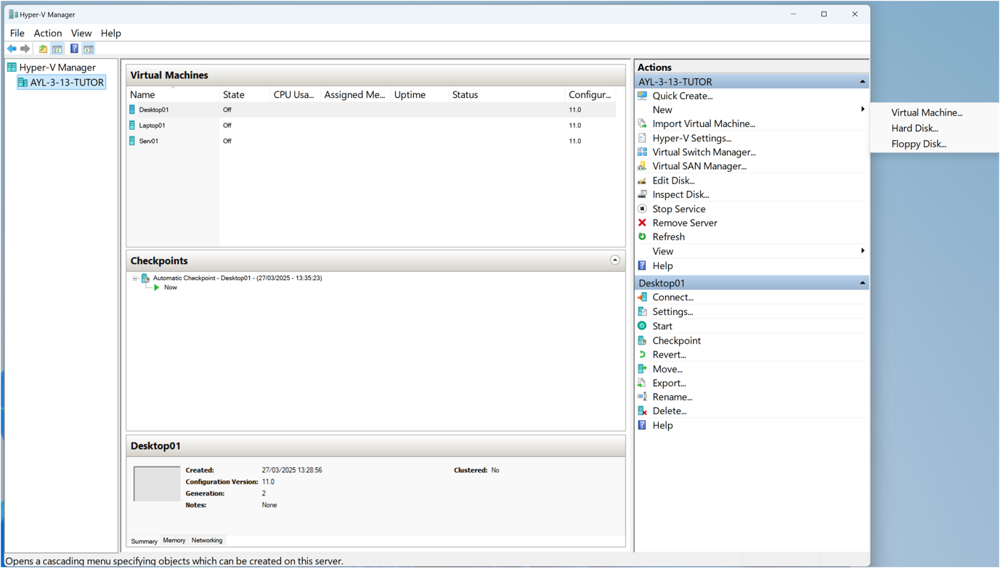 Hyper-V Manager
File Action View Help
Hyper-V Manager
AYL-3-13-TUTOR
Virtual Machines
Name State CPU Usa... Assigned Me... Uptime Status Configur...
Desktop01 Off 11.0
Laptop01 Off 11.0
Serv01 Off 11.0
Checkpoints
Automatic Checkpoint - Desktop01 - (27/03/2025 - 13:35:23)
Now
Desktop01
Created: 27/03/2025 13:28:56 Clustered: No
Configuration Version: 11.0
Generation: 2
Notes: None
Summary Memory Networking
Actions
AYL-3-13-TUTOR
Quick Create...
New
Import Virtual Machine...
Hyper-V Settings...
Virtual Switch Manager...
Virtual SAN Manager...
Edit Disk...
Inspect Disk...
Stop Service
Remove Server
Refresh
View
Help
Desktop01
Connect...
Settings...
Start
Checkpoint
Revert...
Move...
Export...
Rename...
Delete...
Help
Virtual Machine...
Hard Disk...
Floppy Disk...
Opens a cascading menu specifying objects which can be created on this server.